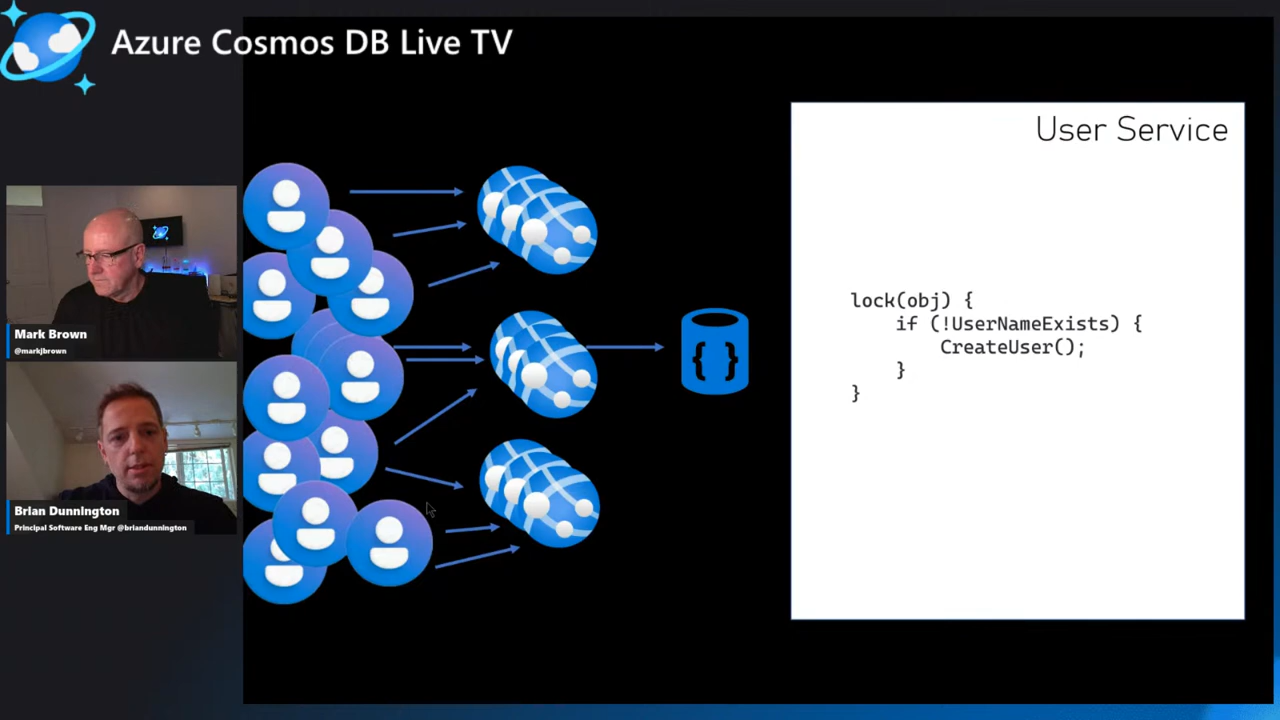 Azure Cosmos DB Live TV
Mark Brown
@markjbrown
Brian Dunnington
Principal Software Eng Mgr @briandunnington
{ }
User Service
lock(obj) {
    if (!UserNameExists) {
        CreateUser();
    }
}